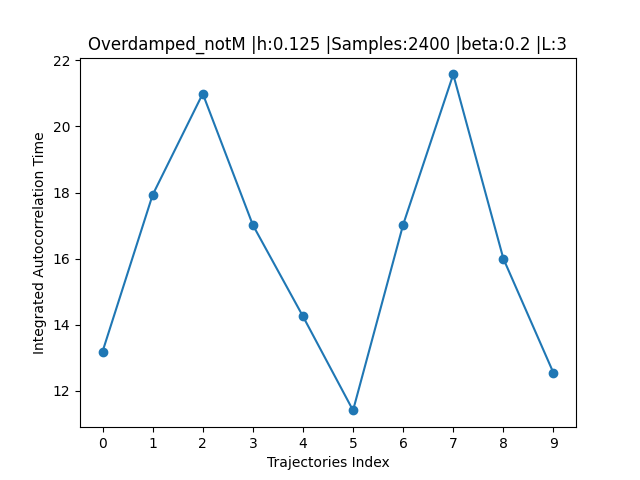 Overdamped_notM |h:0.125 |Samples:2400 |beta:0.2 |L:3
22
20
18
16
14
12
Integrated Autocorrelation Time
0 1 2 3 4 5 6 7 8 9
Trajectories Index